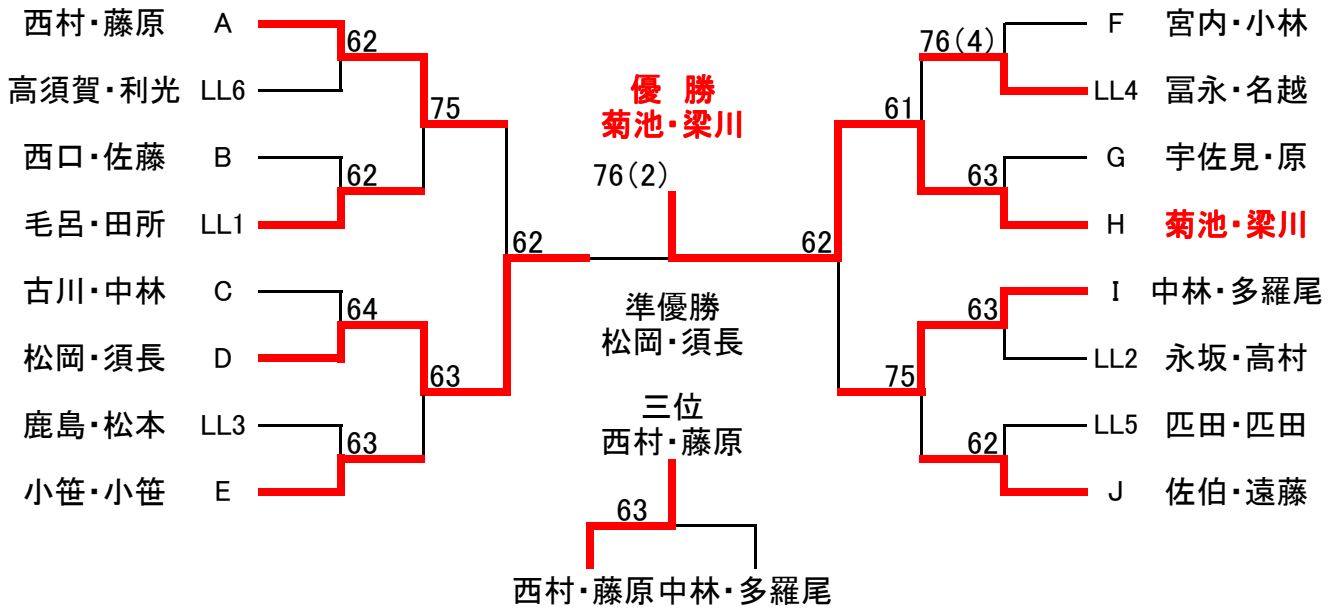 西村・藤原 A
62
高須賀・利光 LL6
75
西口・佐藤 B
62
毛呂・田所 LL1
62
古川・中林 C
64
松岡・須長 D
63
鹿島・松本 LL3
63
小笹・小笹 E
優 勝
菊池・梁川
76(2)
準優勝
松岡・須長
三位
西村・藤原
63
西村・藤原 中林・多羅尾
F 宮内・小林
76(4)
LL4 冨永・名越
61
G 宇佐見・原
63
H 菊池・梁川
62
I 中林・多羅尾
63
LL2 永坂・高村
75
LL5 匹田・匹田
62
J 佐伯・遠藤